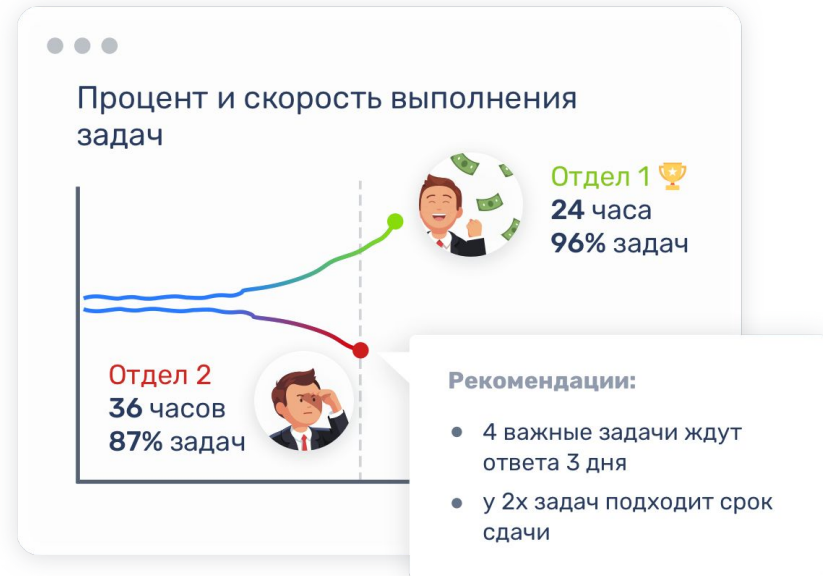 Процент и скорость выполнения
задач
Отдел 1
24 часа
96% задач
Отдел 2
36 часов
87% задач
Рекомендации:
4 важные задачи ждут
ответа 3 дня
у 2х задач подходит срок
сдачи